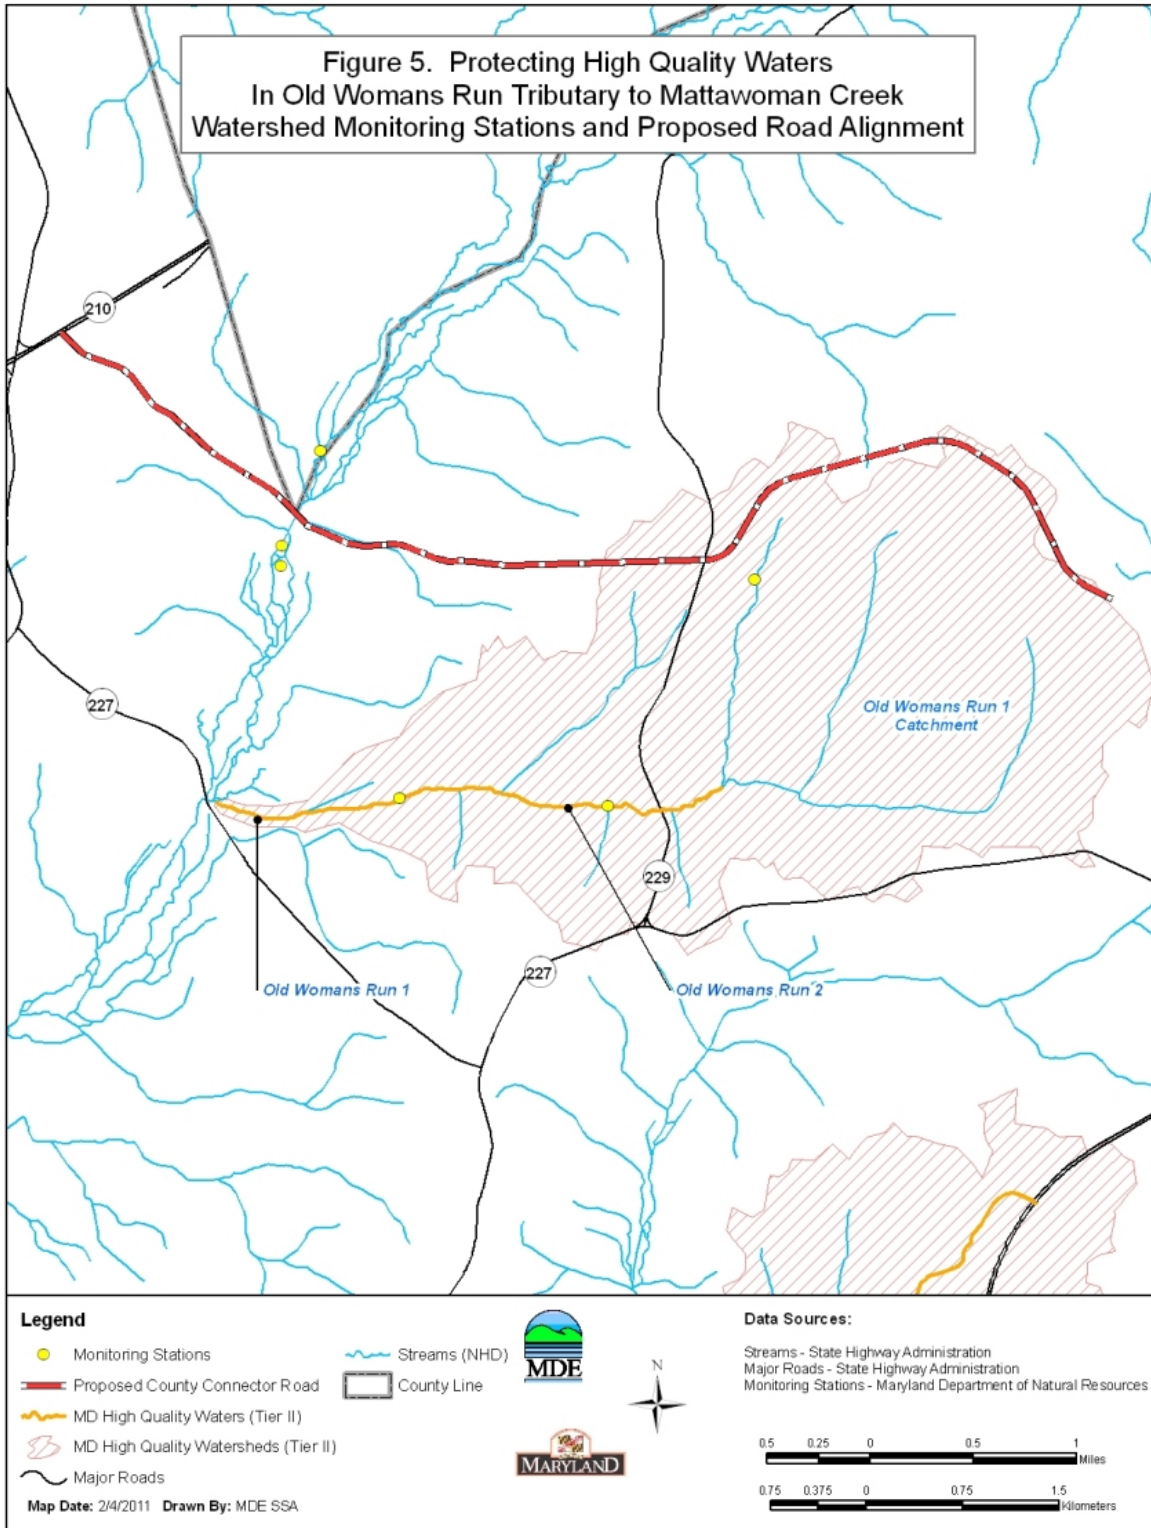 Figure 5. Protecting High Quality Waters
In Old Womans Run Tributary to Mattawoman Creek
Watershed Monitoring Stations and Proposed Road Alignment
210
227
Old Womans Run 1
Catchment
229
227
Old Womans Run 1
Old Womans Run 2
Legend
Monitoring Stations
Proposed County Connector Road
MD High Quality Waters (Tier II)
MD High Quality Watersheds (Tier II)
Major Roads
Streams (NHD)
County Line
Map Date: 2/4/2011 Drawn By: MDE SSA
MDE
MARYLAND
N
Data Sources:
Streams - State Highway Administration
Major Roads - State Highway Administration
Monitoring Stations - Maryland Department of Natural Resources
0.5 0.25 0 0.5 1
Miles
0.75 0.375 0 0.75 1.5
Kilometers